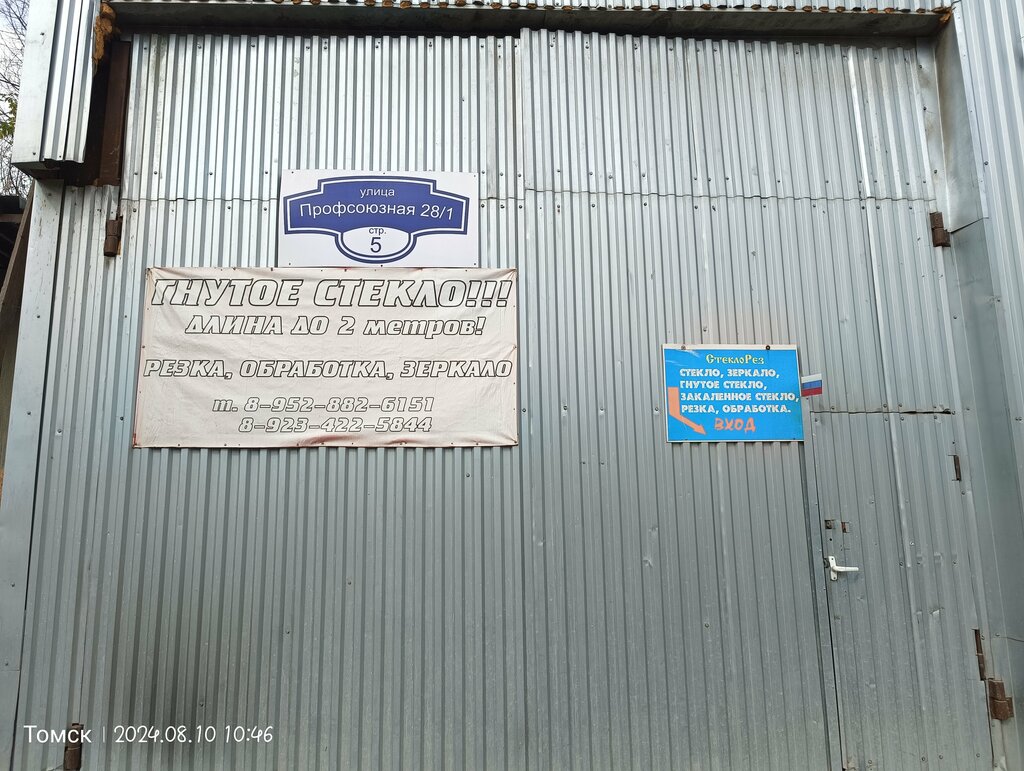 улица
Профсоюзная 28/1
стр.
5
ГНУТОЕ СТЕКЛО!!!
ДЛИНА ДО 2 метров!
РЕЗКА, ОБРАБОТКА, ЗЕРКАЛО
т. 8-952-882-6151
8-923-422-5844
СтеклоРез
СТЕКЛО, ЗЕРКАЛО,
ГНУТОЕ СТЕКЛО,
ЗАКАЛЕННОЕ СТЕКЛО,
РЕЗКА, ОБРАБОТКА.
ВХОД
Томск | 2024.08.10 10:46